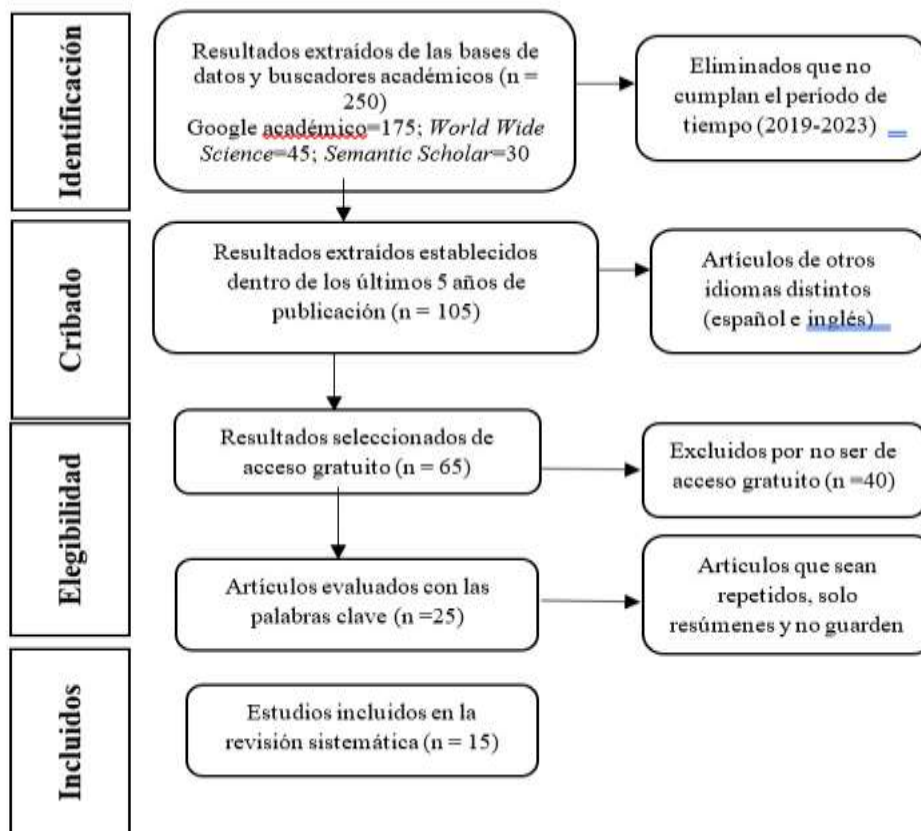 Identificación
Resultados extraídos de las bases de
datos y buscadores académicos (n =
250)
Google académico=175; World Wide
Science=45; Semantic Scholar=30
Eliminados que no
cumplan el período de
tiempo (2019-2023)
Cribado
Resultados extraídos establecidos
dentro de los últimos 5 años de
publicación (n = 105)
Artículos de otros
idiomas distintos
(español e inglés)
Elegibilidad
Resultados seleccionados de
acceso gratuito (n = 65)
Excluidos por no ser de
acceso gratuito (n =40)
Artículos evaluados con las
palabras clave (n =25)
Artículos que sean
repetidos, solo
resúmenes y no guarden
Incluidos
Estudios incluidos en la
revisión sistemática (n = 15)